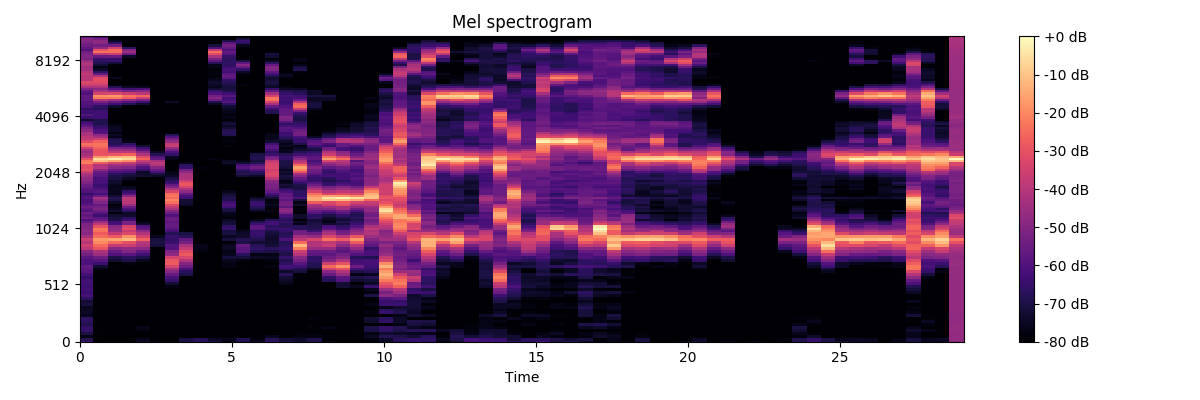 Mel spectrogram
8192
4096
2048
1024
512
0
Hz
0 5 10 15 20 25
Time
+0 dB
-10 dB
-20 dB
-30 dB
-40 dB
-50 dB
-60 dB
-70 dB
-80 dB